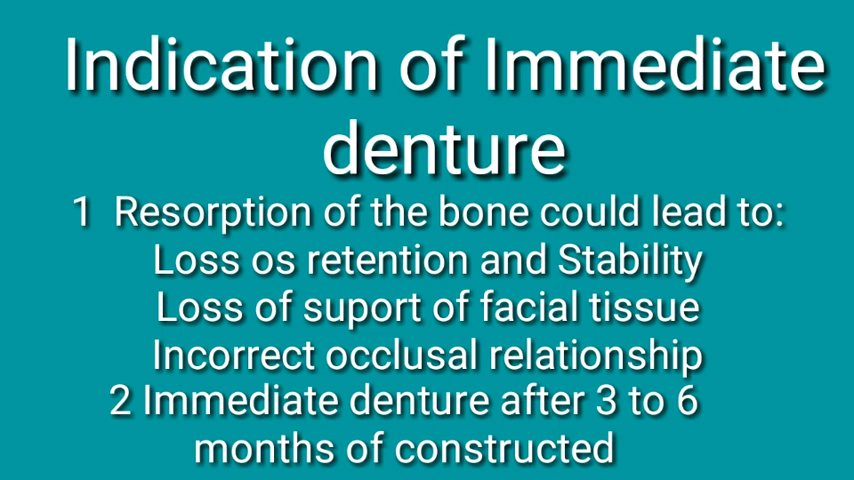 Indication of Immediate
denture
1 Resorption of the bone could lead to:
Loss os retention and Stability
Loss of suport of facial tissue
Incorrect occlusal relationship
2 Immediate denture after 3 to 6
months of constructed